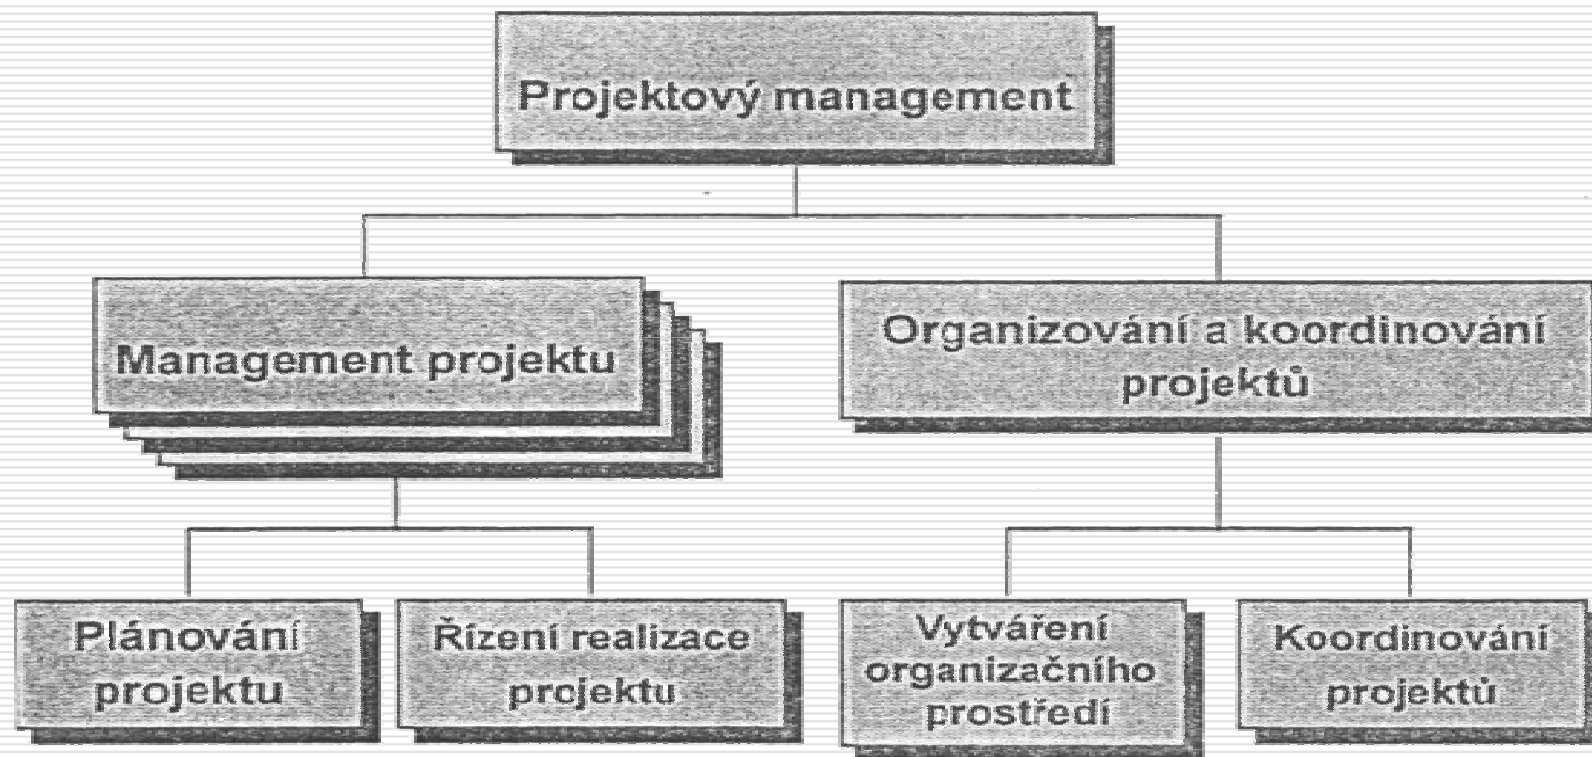 Projektový management
Management projektu
Organizování a koordinování
projektů
Plánování
projektu
Řízení realizace
projektu
Vytváření
organizačního
prostředí
Koordinování
projektů